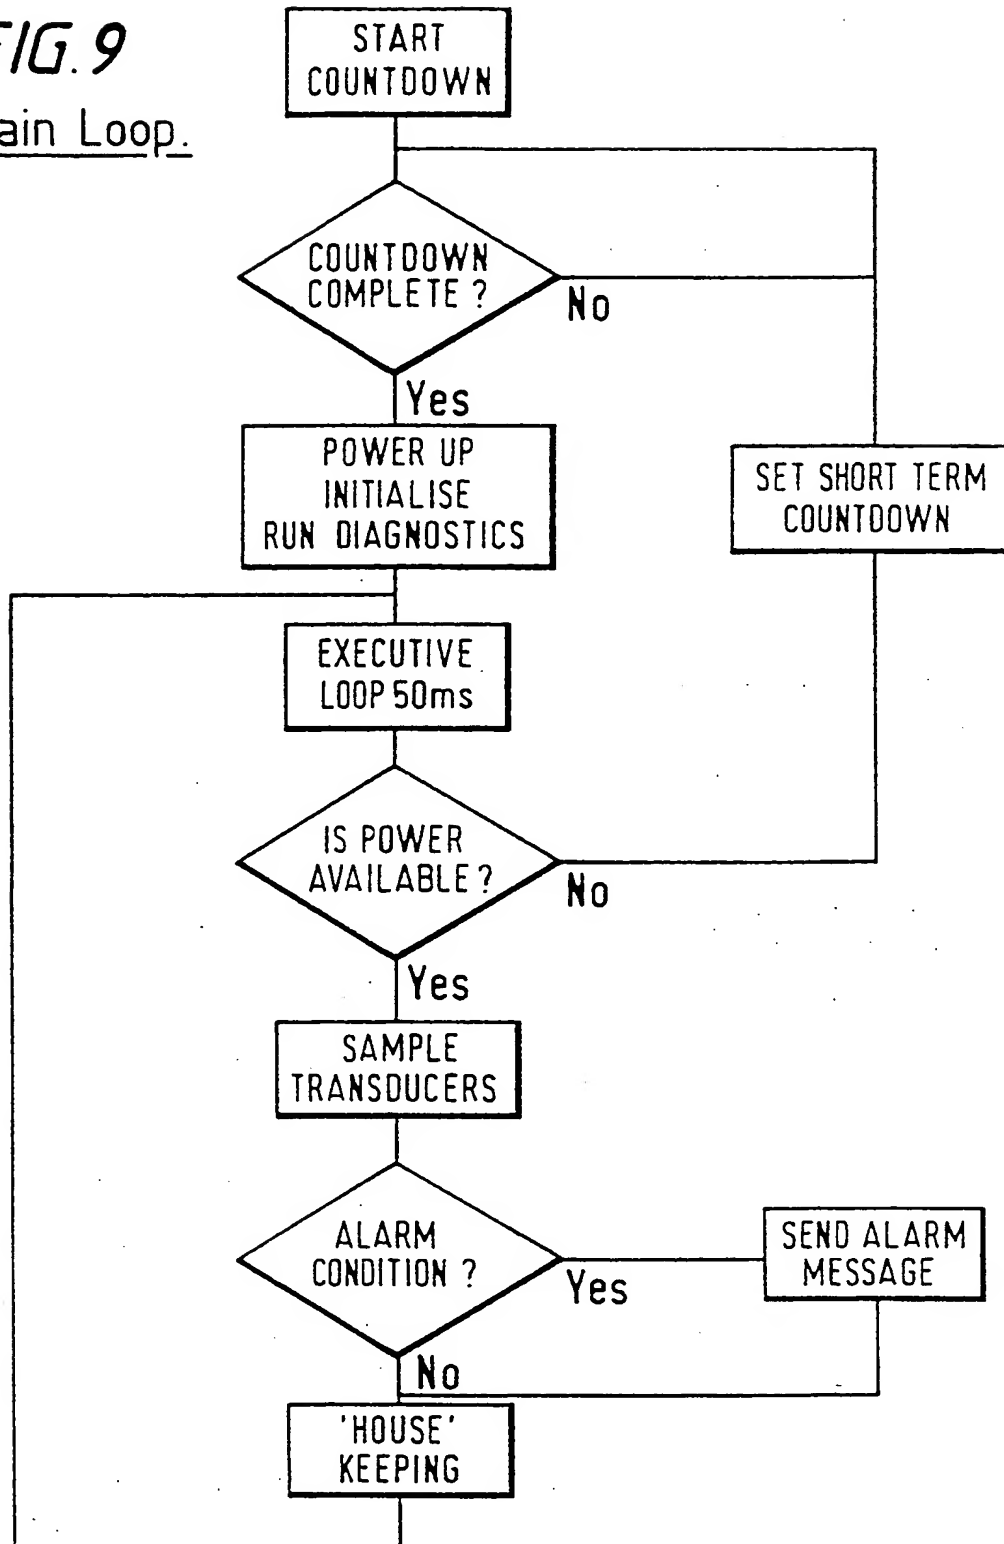 FIG. 9
ain Loop.
START
COUNTDOWN
COUNTDOWN
COMPLETE ?
No
Yes
POWER UP
INITIALISE
RUN DIAGNOSTICS
SET SHORT TERM
COUNTDOWN
EXECUTIVE
LOOP 50ms
IS POWER
AVAILABLE ?
No
Yes
SAMPLE
TRANSDUCERS
ALARM
CONDITION ?
Yes
SEND ALARM
MESSAGE
No
'HOUSE'
KEEPING